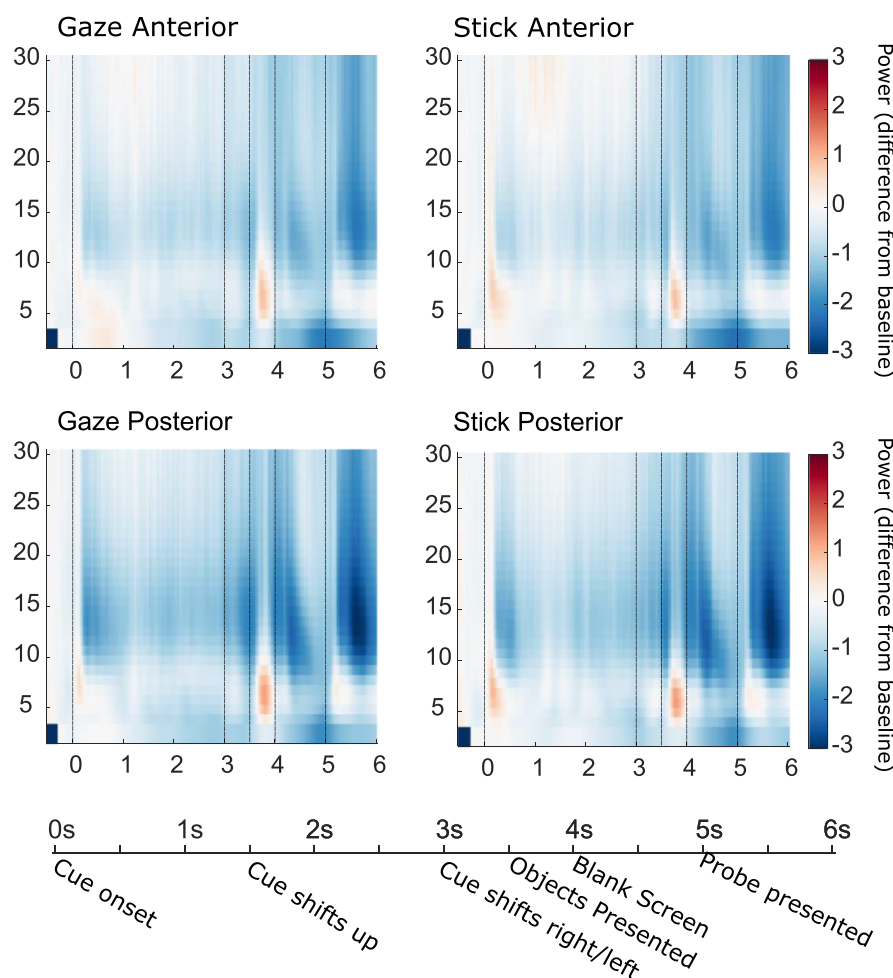 Gaze Anterior
Stick Anterior
30
25
20
15
10
5
0 1 2 3 4 5 6
30
25
20
15
10
5
0 1 2 3 4 5 6
3
2
1
0
-1
-2
-3
Power (difference from baseline)
Gaze Posterior
Stick Posterior
30
25
20
15
10
5
0 1 2 3 4 5 6
30
25
20
15
10
5
0 1 2 3 4 5 6
3
2
1
0
-1
-2
-3
Power (difference from baseline)
0s 1s 2s 3s 4s 5s 6s
Cue onset
Cue shifts up
Cue shifts right/left
Objects Presented
Blank Screen
Probe presented